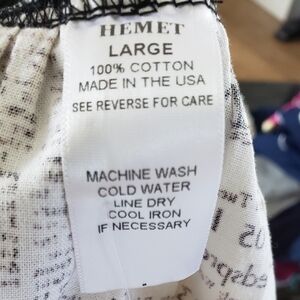 HEMET
LARGE
100% COTTON
MADE IN THE USA
SEE REVERSE FOR CARE
MACHINE WASH
COLD WATER
LINE DRY
COOL IRON
IF NECESSARY